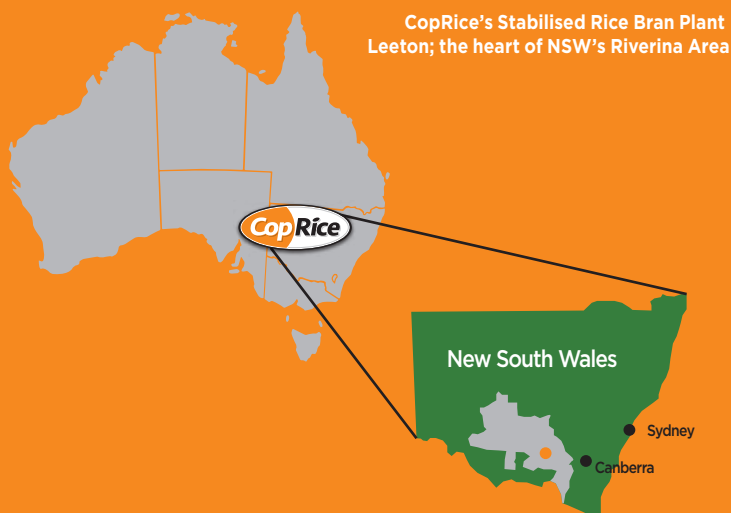 CopRice’s Stabilised Rice Bran Plant
Leeton; the heart of NSW’s Riverina Area
CopRice
New South Wales
Sydney
Canberra